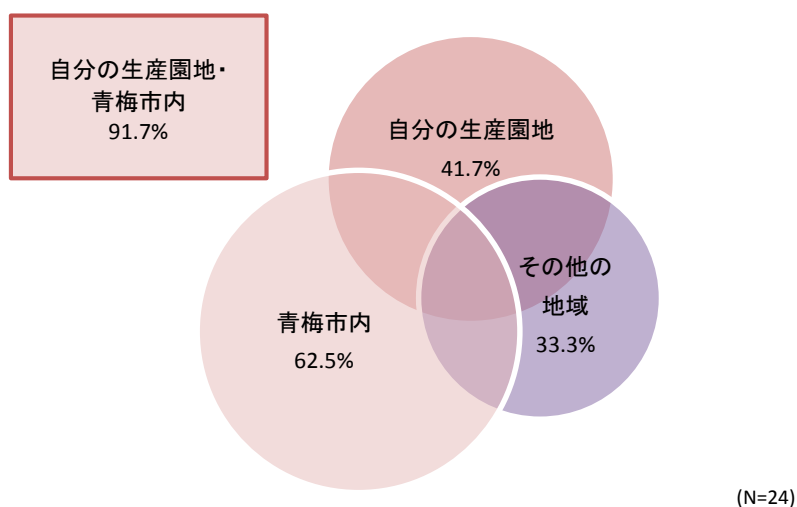 自分の生産園地・
青梅市内
91.7%
自分の生産園地
41.7%
その他の
地域
33.3%
青梅市内
62.5%
(N=24)